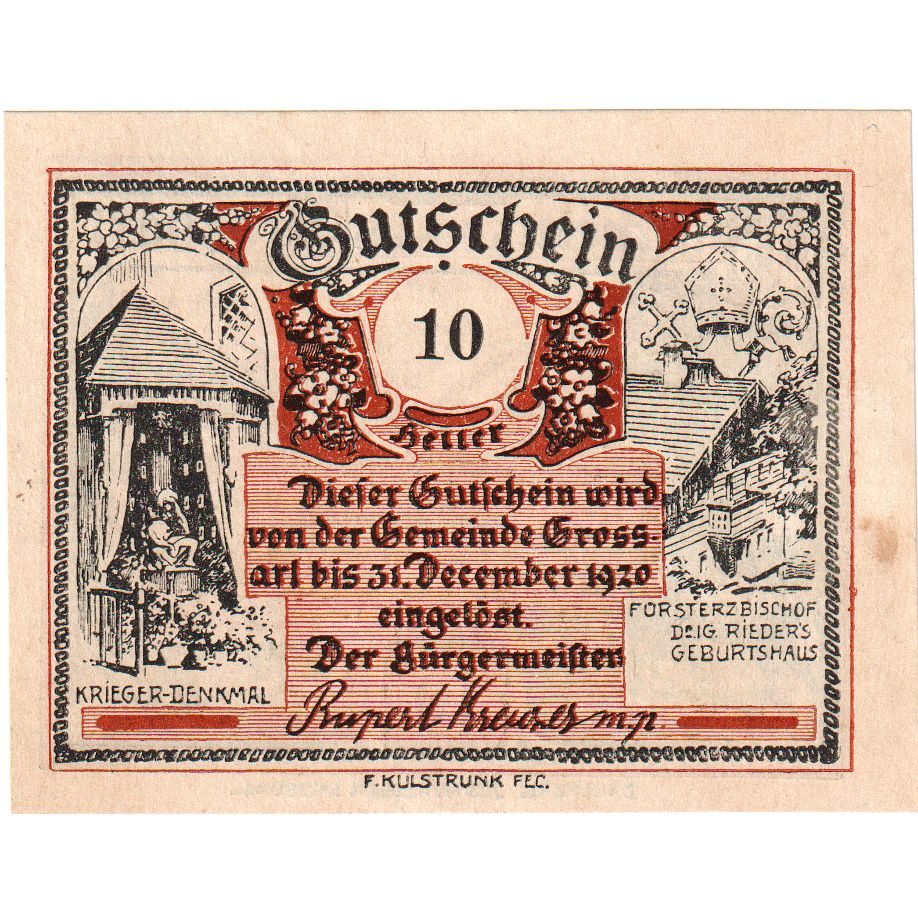 Gutschein
10
Heller
Dieser Gutschein wird
von der Gemeinde Gross-
arl bis 31. December 1920
eingelöst.
Der Bürgermeister
Rupert Kreuzer m.p.
KRIEGER-DENKMAL
FÜRSTERZBISCHOF
DR. IG. RIEDER'S
GEBURTSHAUS
F. KULSTRUNK FEC.